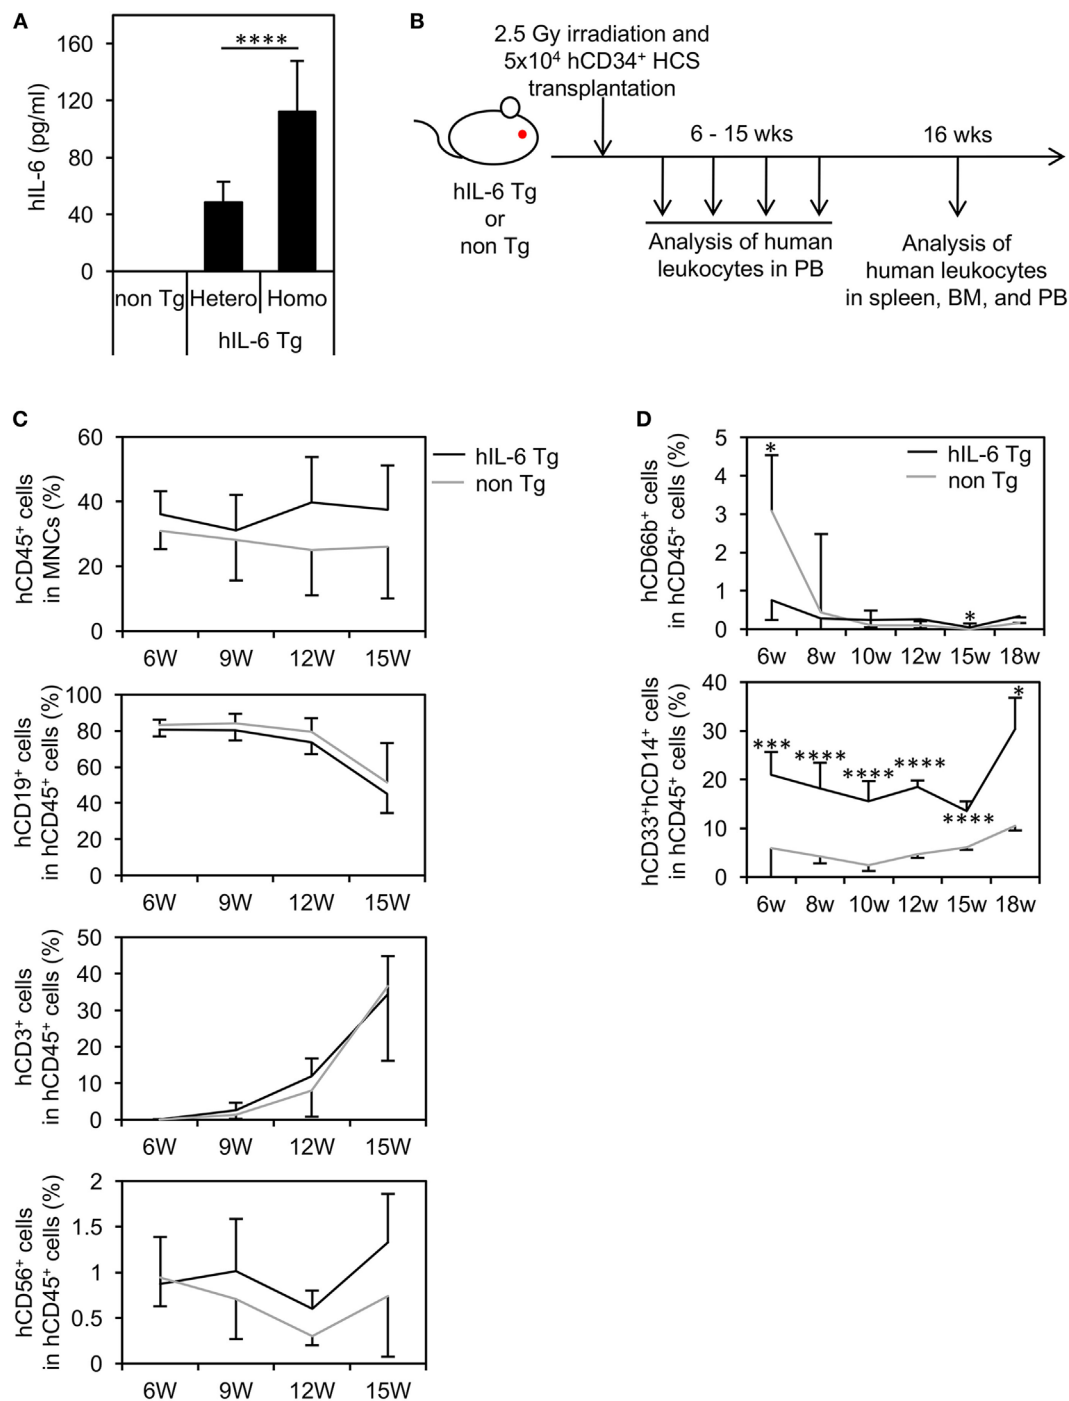 A
160
120
80
40
0
hIL-6 (pg/ml)
****
non Tg Hetero Homo
hIL-6 Tg
B
2.5 Gy irradiation and
5x10⁴ hCD34⁺ HCS
transplantation
6 - 15 wks
16 wks
hIL-6 Tg
or
non Tg
Analysis of human
leukocytes in PB
Analysis of
human leukocytes
in spleen, BM, and PB
C
hCD45⁺ cells
in MNCs (%)
60
40
20
0
6W 9W 12W 15W
hIL-6 Tg
non Tg
hCD19⁺ cells
in hCD45⁺ cells (%)
100
80
60
40
20
0
6W 9W 12W 15W
hCD3⁺ cells
in hCD45⁺ cells (%)
50
40
30
20
10
0
6W 9W 12W 15W
hCD56⁺ cells
in hCD45⁺ cells (%)
2
1.5
1
0.5
0
6W 9W 12W 15W
D
hCD66b⁺ cells
in hCD45⁺ cells (%)
5
4
3
2
1
0
*
*
hIL-6 Tg
non Tg
6w 8w 10w 12w 15w 18w
hCD33⁺hCD14⁺ cells
in hCD45⁺ cells (%)
40
30
20
10
0
*** **** **** **** **** *
6w 8w 10w 12w 15w 18w